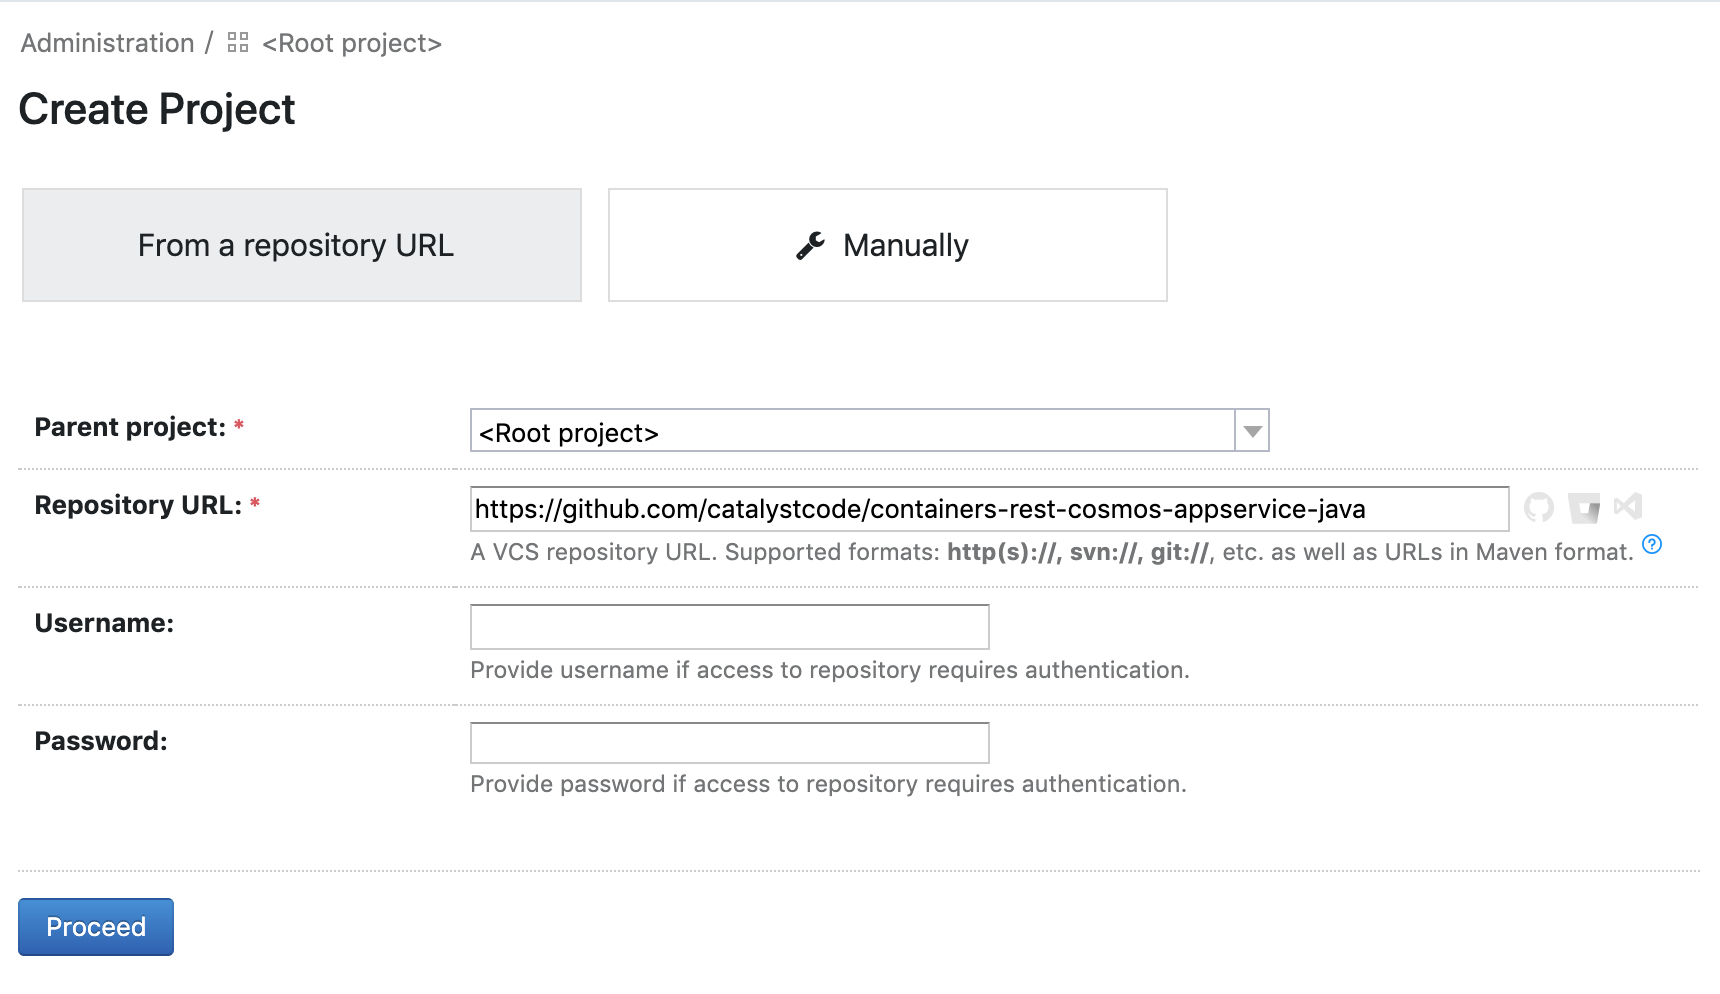 Administration / <Root project>
Create Project
From a repository URL
Manually
Parent project: *
<Root project>
Repository URL: *
https://github.com/catalystcode/containers-rest-cosmos-appservice-java
A VCS repository URL. Supported formats: http(s)://, svn://, git://, etc. as well as URLs in Maven format. ?
Username:
Provide username if access to repository requires authentication.
Password:
Provide password if access to repository requires authentication.
Proceed